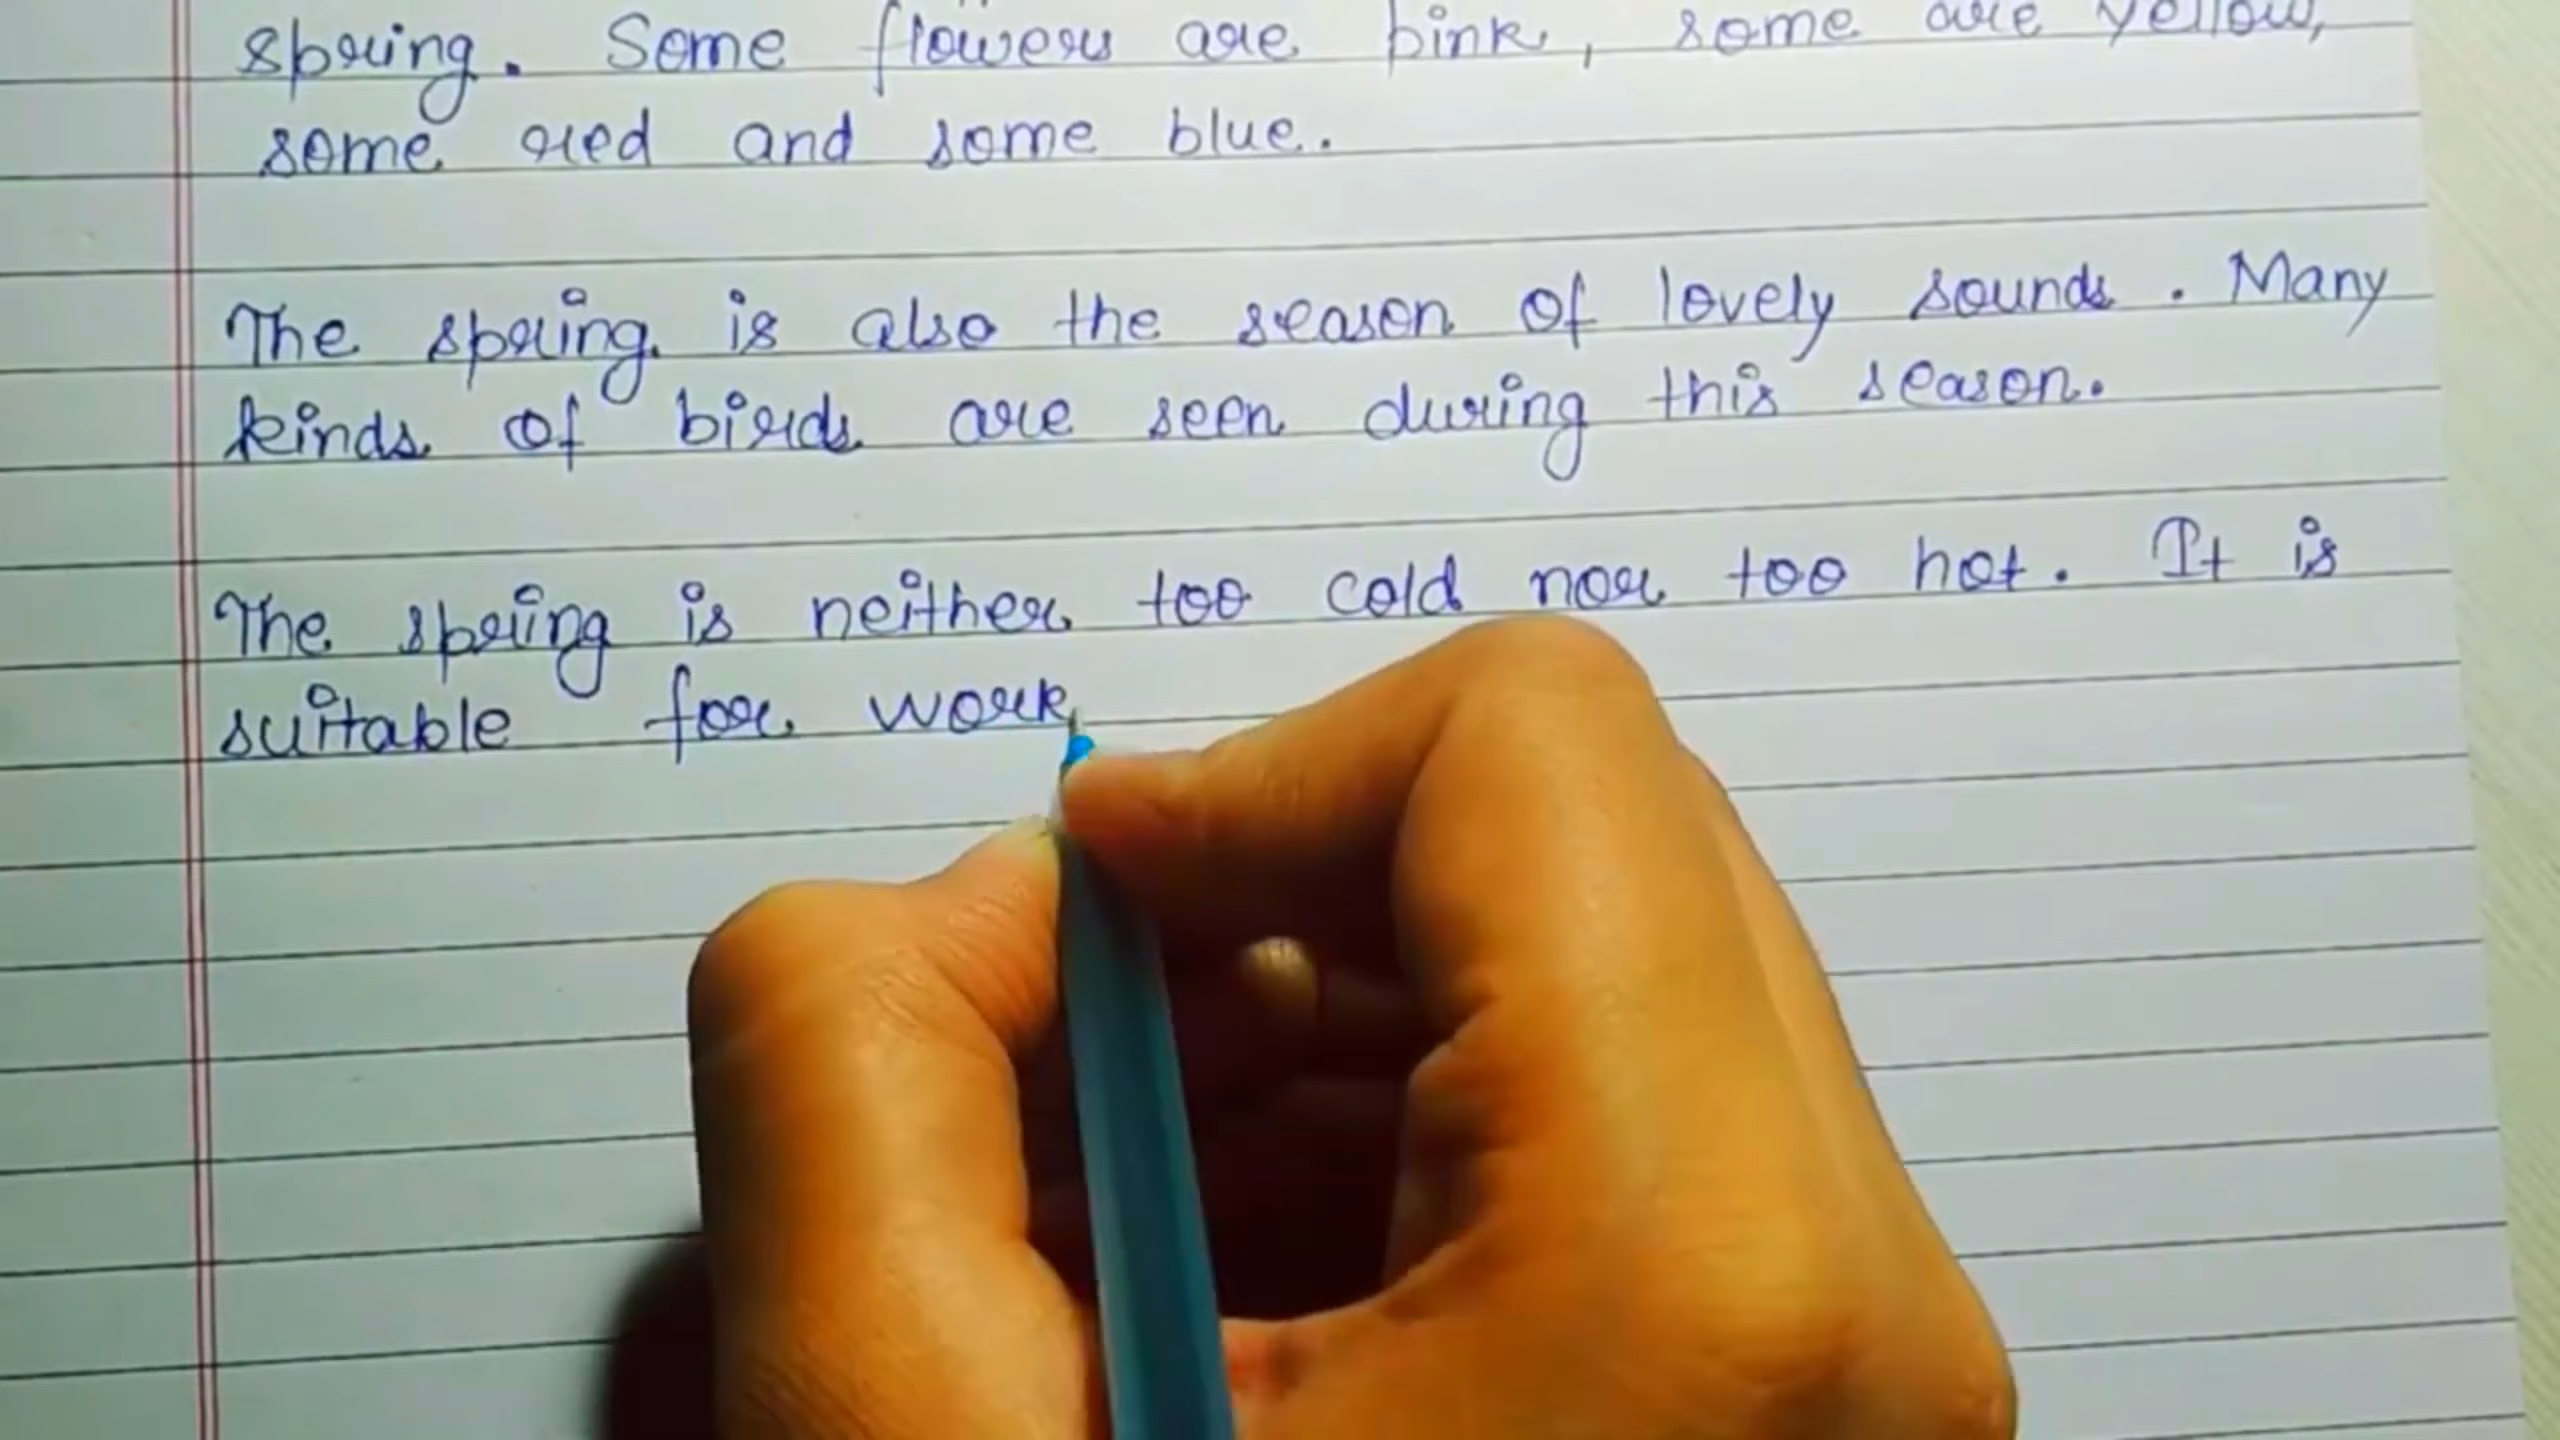 spring. Some flowers are pink, some are yellow,
some red and some blue.
The spring is also the season of lovely sounds. Many
kinds of birds are seen during this season.
The spring is neither too cold nor too hot. It is
suitable for work